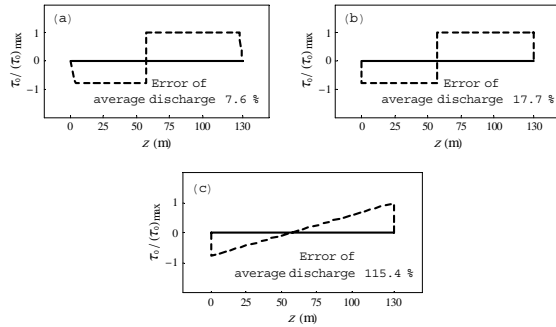 (a)
τ₀/(τ₀)max
1
0
−1
Error of
average discharge 7.6 %
0 25 50 75 100 130
z (m)
(b)
τ₀/(τ₀)max
1
0
−1
Error of
average discharge 17.7 %
0 25 50 75 100 130
z (m)
(c)
τ₀/(τ₀)max
1
0
−1
Error of
average discharge 115.4 %
0 25 50 75 100 130
z (m)